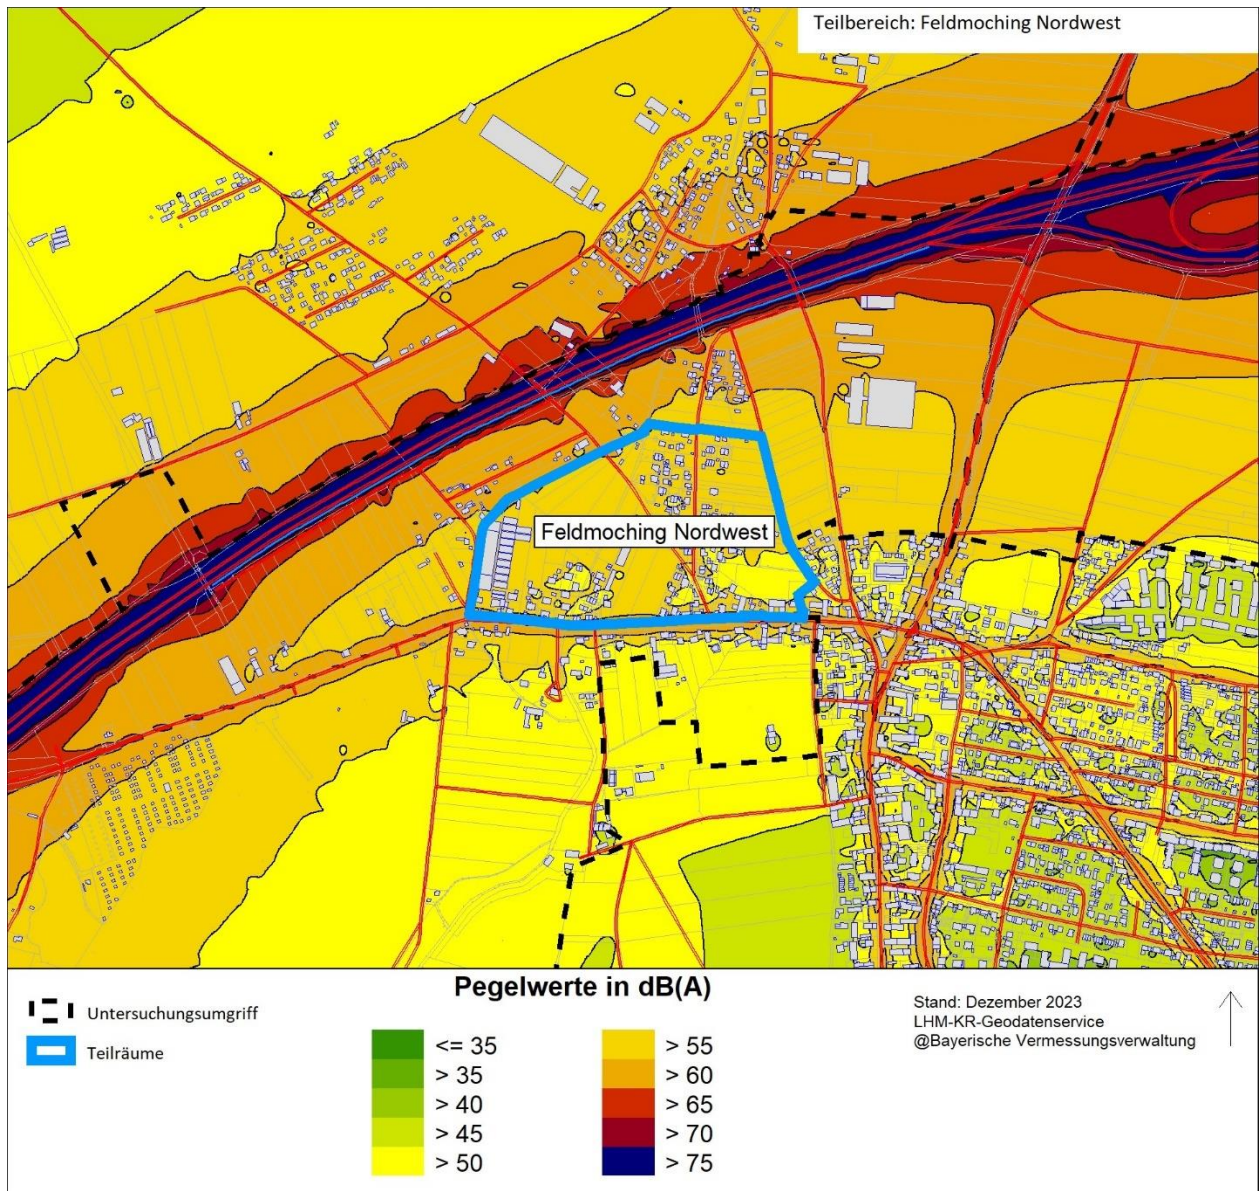 Teilbereich: Feldmoching Nordwest
Feldmoching Nordwest
Pegelwerte in dB(A)
Untersuchungsumgriff
Teilräume
<= 35
> 35
> 40
> 45
> 50
> 55
> 60
> 65
> 70
> 75
Stand: Dezember 2023
LHM-KR-Geodatenservice
@Bayerische Vermessungsverwaltung